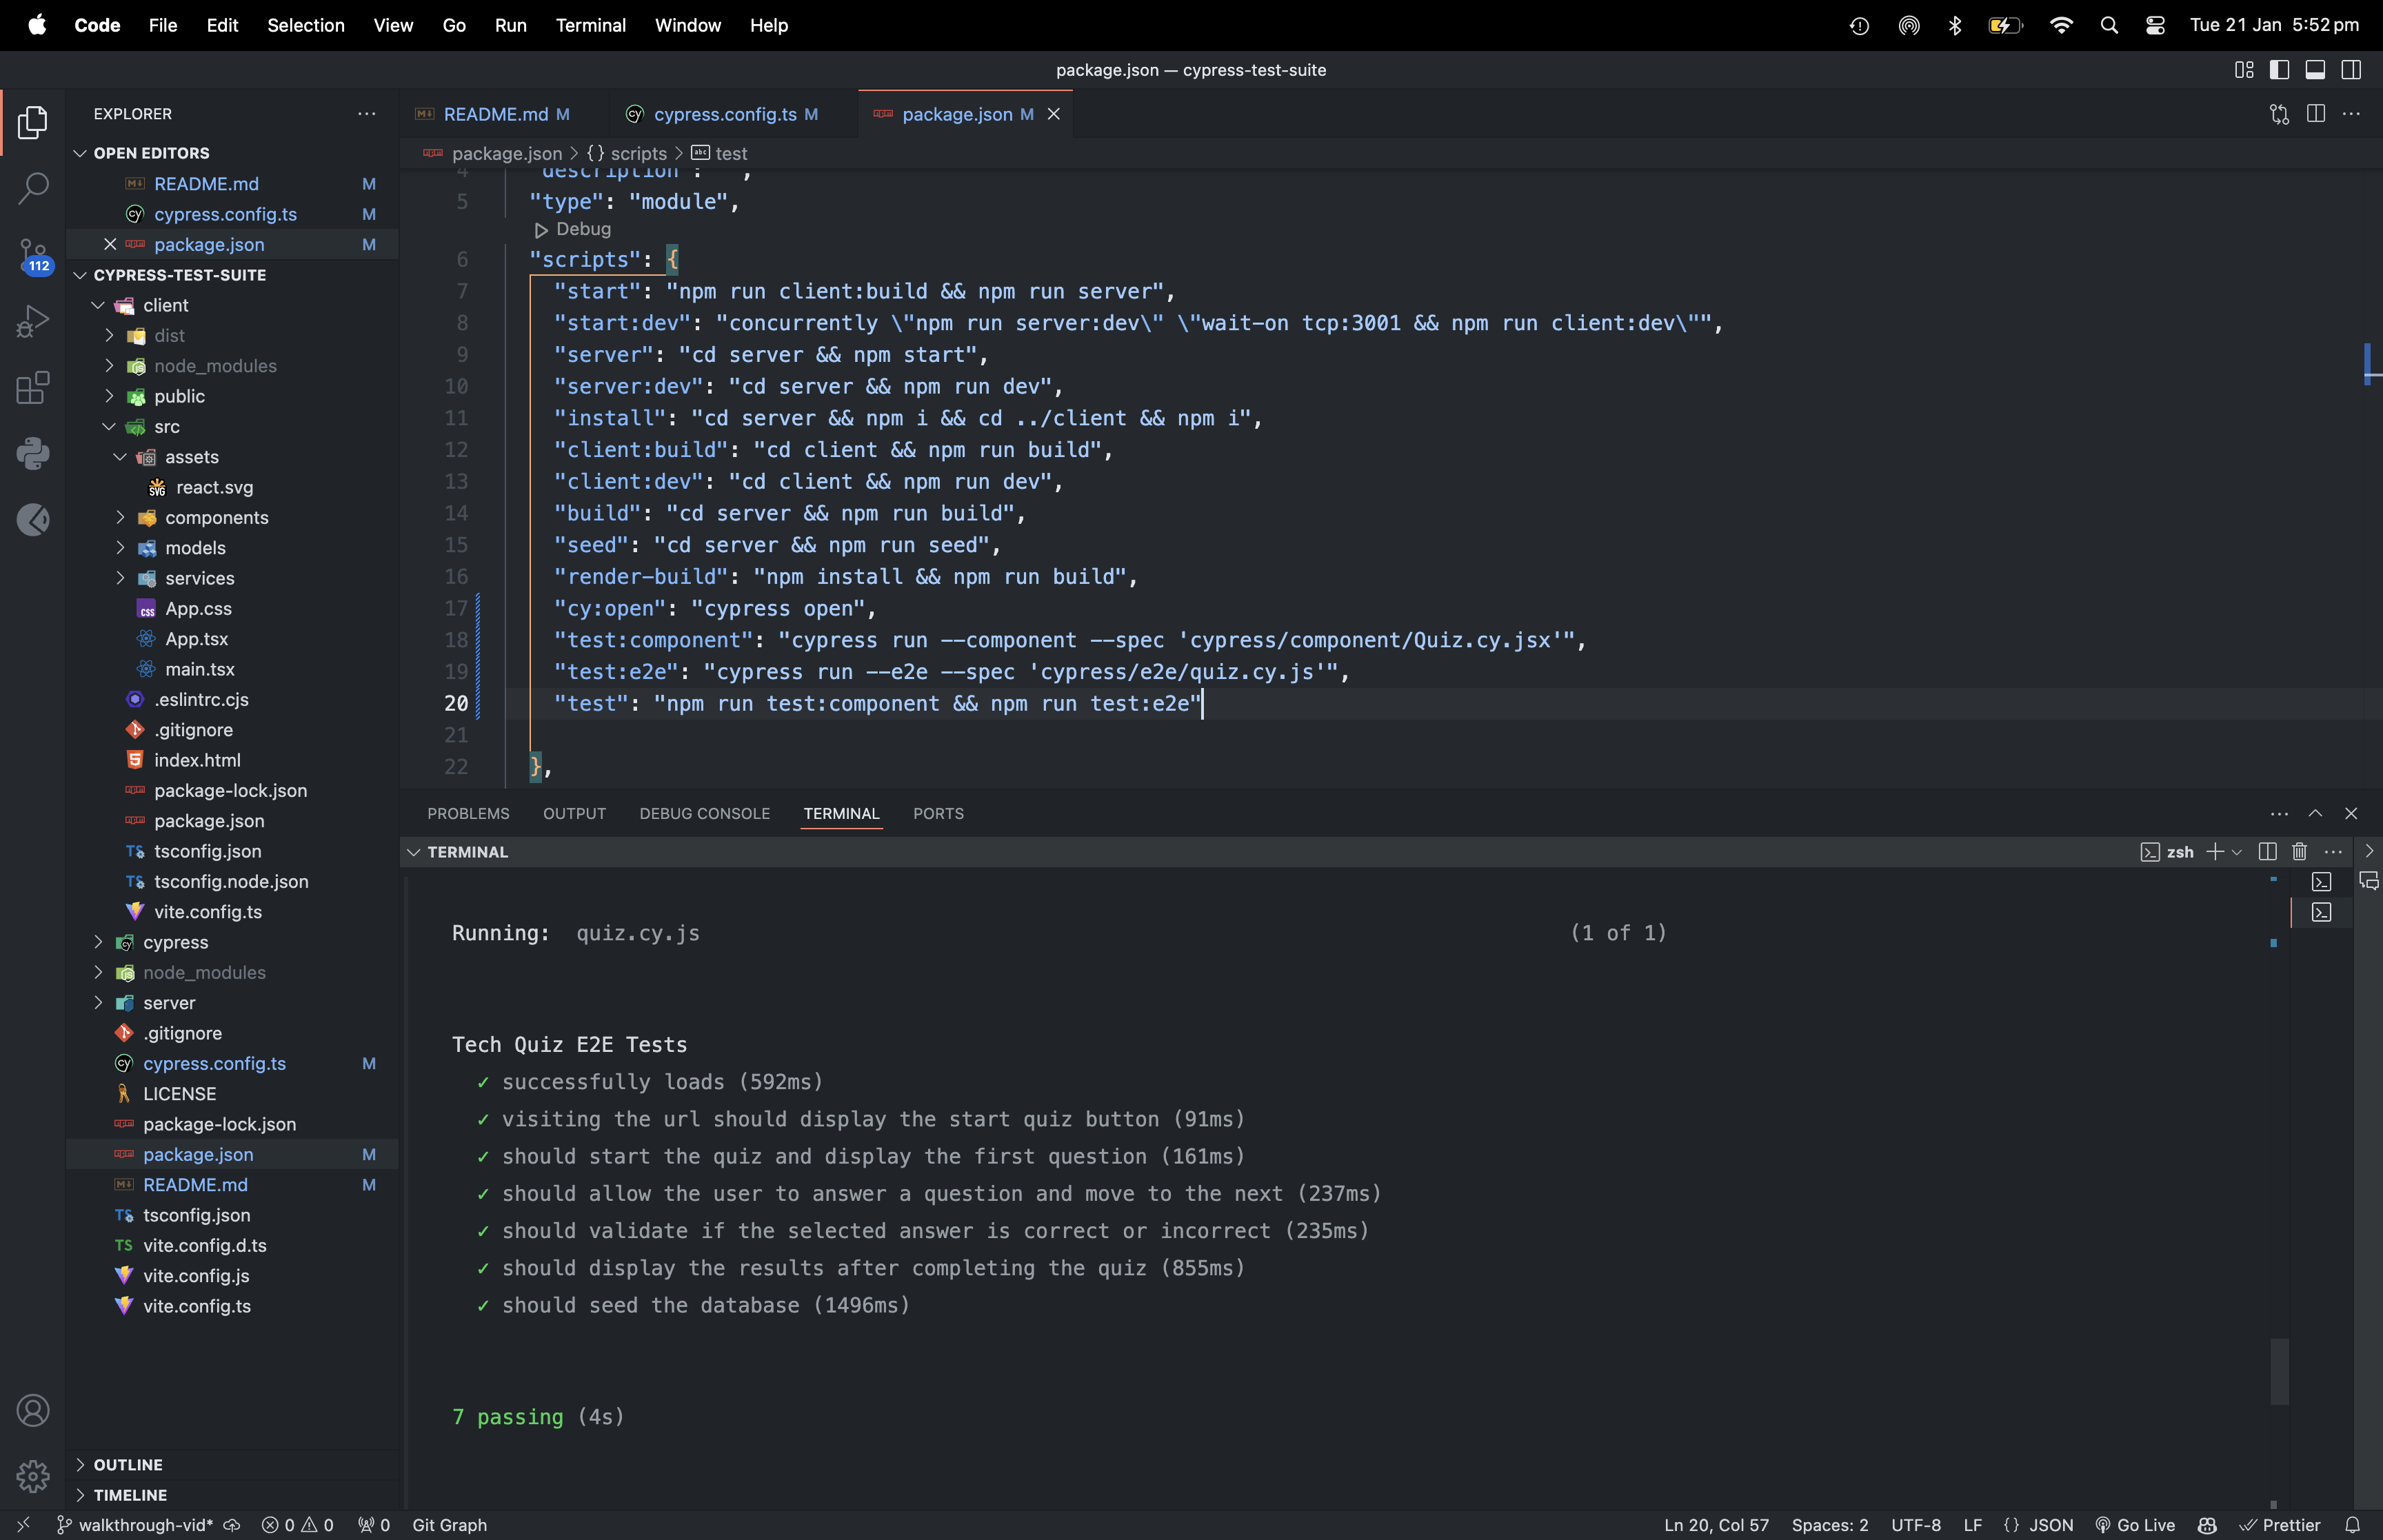 Code File Edit Selection View Go Run Terminal Window Help Tue 21 Jan 5:52 pm
package.json — cypress-test-suite
EXPLORER
OPEN EDITORS
README.md M
cypress.config.ts M
package.json M
112
CYPRESS-TEST-SUITE
client
dist
node_modules
public
src
assets
react.svg
components
models
services
App.css
App.tsx
main.tsx
.eslintrc.cjs
.gitignore
index.html
package-lock.json
package.json
tsconfig.json
tsconfig.node.json
vite.config.ts
cypress
node_modules
server
.gitignore
cypress.config.ts M
LICENSE
package-lock.json
package.json M
README.md M
tsconfig.json
vite.config.d.ts
vite.config.js
vite.config.ts
OUTLINE
TIMELINE
README.md M cypress.config.ts M package.json M
package.json > {} scripts > abc test
4 "description": "",
5 "type": "module",
Debug
6 "scripts": {
7 "start": "npm run client:build && npm run server",
8 "start:dev": "concurrently \"npm run server:dev\" \"wait-on tcp:3001 && npm run client:dev\"",
9 "server": "cd server && npm start",
10 "server:dev": "cd server && npm run dev",
11 "install": "cd server && npm i && cd ../client && npm i",
12 "client:build": "cd client && npm run build",
13 "client:dev": "cd client && npm run dev",
14 "build": "cd server && npm run build",
15 "seed": "cd server && npm run seed",
16 "render-build": "npm install && npm run build",
17 "cy:open": "cypress open",
18 "test:component": "cypress run --component --spec 'cypress/component/Quiz.cy.jsx'",
19 "test:e2e": "cypress run --e2e --spec 'cypress/e2e/quiz.cy.js'",
20 "test": "npm run test:component && npm run test:e2e"
21
22 },
PROBLEMS OUTPUT DEBUG CONSOLE TERMINAL PORTS
TERMINAL zsh
Running: quiz.cy.js (1 of 1)
Tech Quiz E2E Tests
✓ successfully loads (592ms)
✓ visiting the url should display the start quiz button (91ms)
✓ should start the quiz and display the first question (161ms)
✓ should allow the user to answer a question and move to the next (237ms)
✓ should validate if the selected answer is correct or incorrect (235ms)
✓ should display the results after completing the quiz (855ms)
✓ should seed the database (1496ms)
7 passing (4s)
walkthrough-vid* 0 0 0 Git Graph Ln 20, Col 57 Spaces: 2 UTF-8 LF {} JSON Go Live Prettier